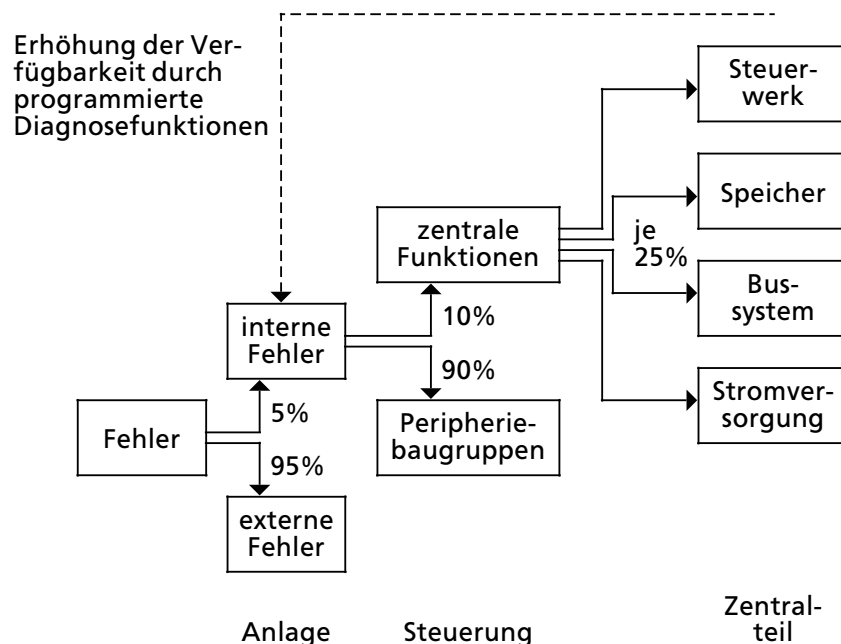 Erhöhung der Ver-
fügbarkeit durch
programmierte
Diagnosefunktionen
Steuer-
werk
Speicher
zentrale
Funktionen
je
25%
Bus-
system
interne
Fehler
10%
90%
Stromver-
sorgung
Fehler
5%
95%
Peripherie-
baugruppen
externe
Fehler
Anlage
Steuerung
Zentral-
teil